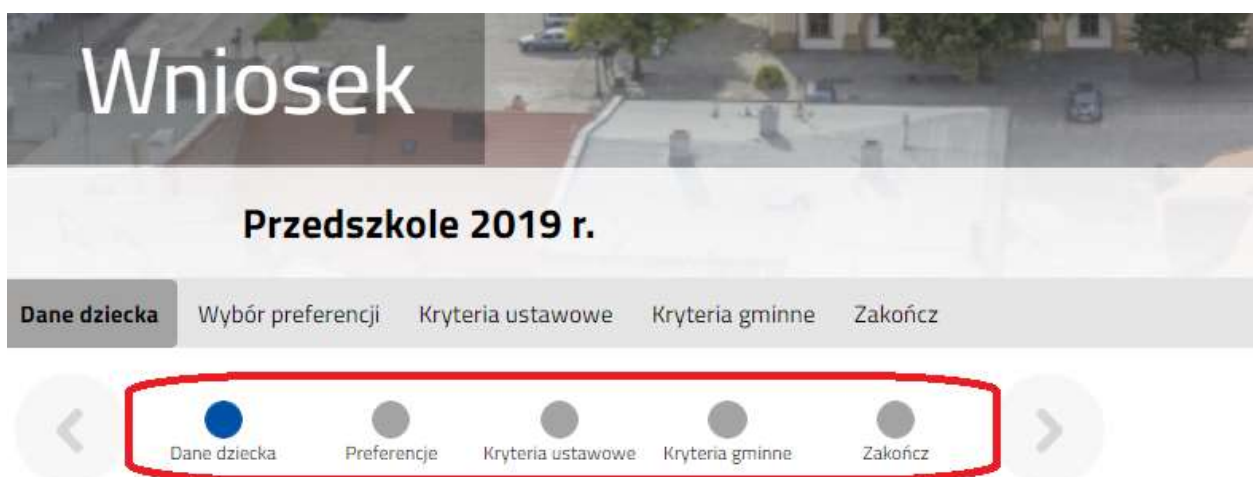 Wniosek
Przedszkole 2019 r.
Dane dziecka Wybór preferencji Kryteria ustawowe Kryteria gminne Zakończ
Dane dziecka Preferencje Kryteria ustawowe Kryteria gminne Zakończ